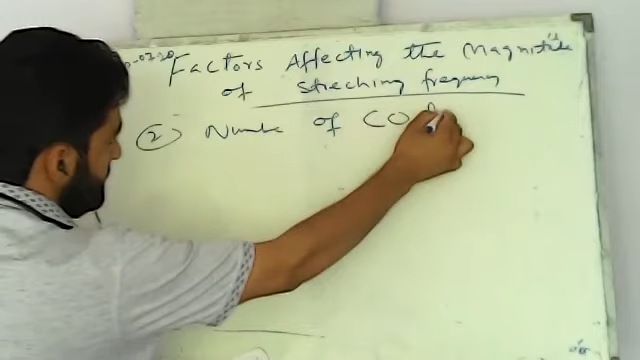 Factors Affecting the Magnitude
of streching frequency
(2) Number of CO